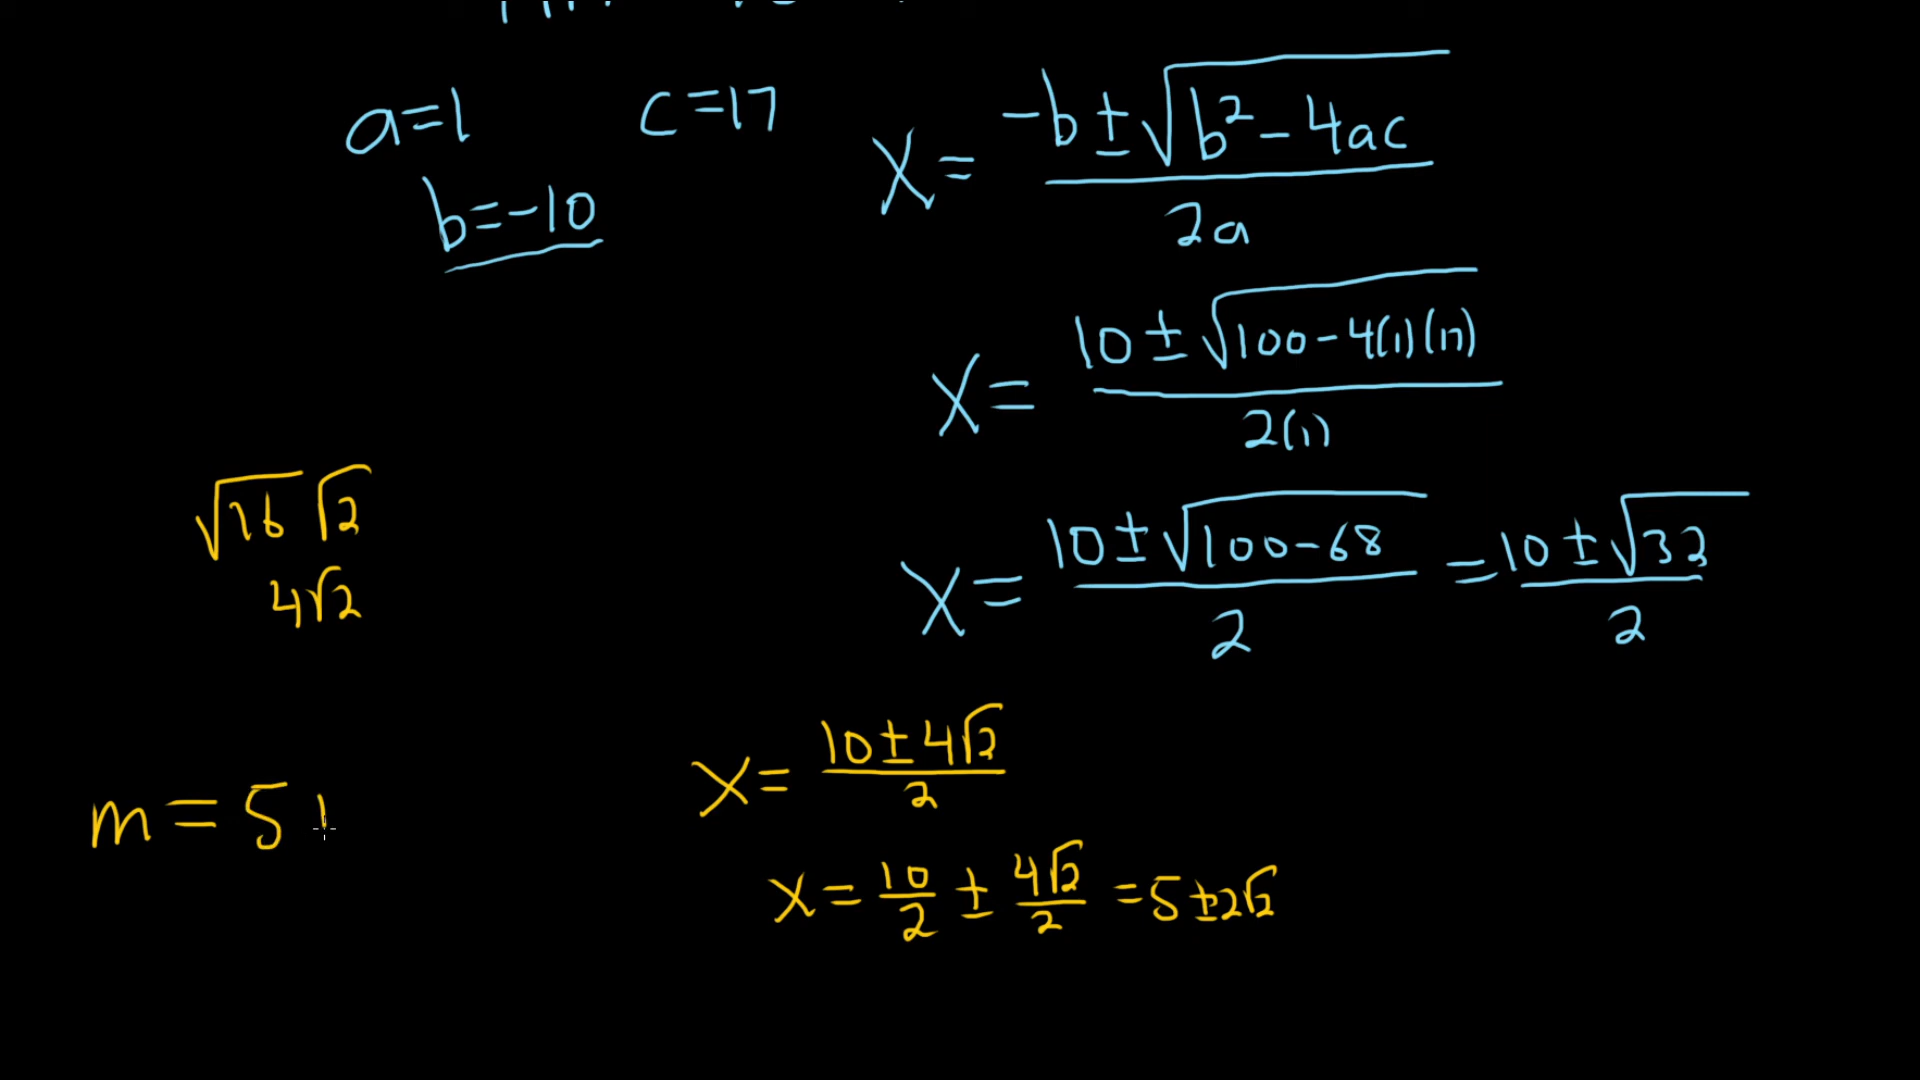 a=1 c=17
b=-10
x = (-b ± √(b² - 4ac)) / 2a
x = (10 ± √(100 - 4(1)(17))) / 2(1)
√16 √2
4√2
x = (10 ± √(100-68)) / 2 = (10 ± √32) / 2
x = (10 ± 4√2) / 2
m = 5
x = 10/2 ± 4√2/2 = 5 ± 2√2